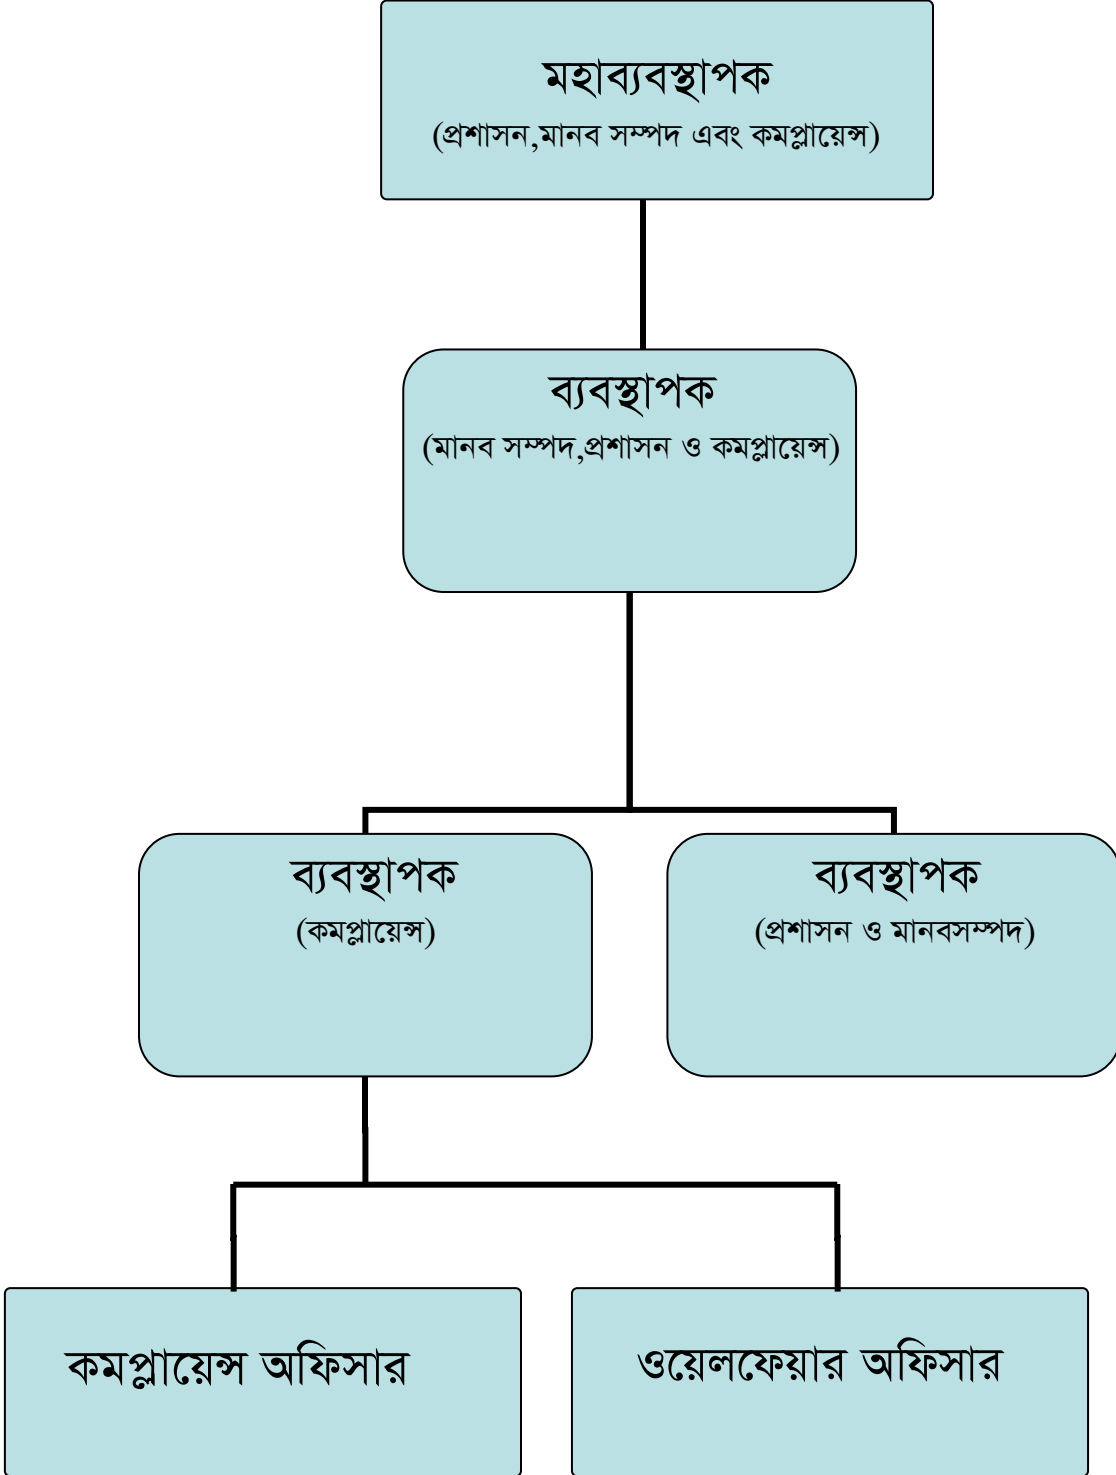 মহাব্যবস্থাপক
(প্রশাসন,মানব সম্পদ এবং কমপ্লায়েন্স)
ব্যবস্থাপক
(মানব সম্পদ,প্রশাসন ও কমপ্লায়েন্স)
ব্যবস্থাপক
(কমপ্লায়েন্স)
ব্যবস্থাপক
(প্রশাসন ও মানবসম্পদ)
কমপ্লায়েন্স অফিসার
ওয়েলফেয়ার অফিসার